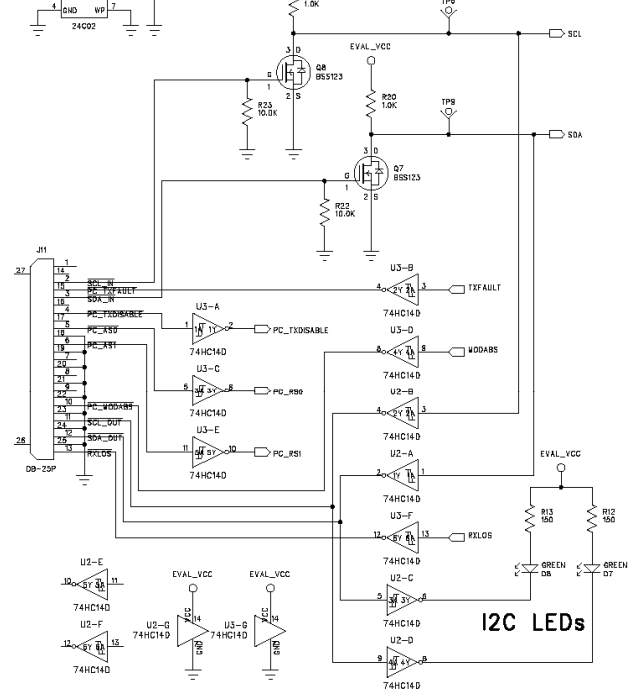 4 GND WP 7
24C02
1.0K
TP8
SCL
EVAL_VCC
3 D
Q8
BSS123
G
1
2 S
R23
10.0K
R20
1.0K
TP9
SDA
3 D
Q7
BSS123
G
1
2 S
R22
10.0K
J11
27
1
14
2 SCL_IN
15 PC_TXFAULT
3 SDA_IN
16
4 PC_TXDISABLE
17
5 PC_AS0
18
6 PC_AS1
19
7
20
8
21
9
22
10 PC_MODABS
23
11 SCL_OUT
24
12 SDA_OUT
25
13 RXLOS
26
DB-25P
U3-B
4 2Y 2A 3 TXFAULT
74HC14D
U3-A
1 1A 1Y 2 PC_TXDISABLE
74HC14D
U3-D
8 4Y 4A 9 MODABS
74HC14D
U3-C
5 3A 3Y 6 PC_RS0
74HC14D
U2-B
4 2Y 2A 3
74HC14D
U3-E
11 5A 5Y 10 PC_RS1
74HC14D
U2-A
2 1Y 1A 1
74HC14D
EVAL_VCC
R13
150
R12
150
U3-F
12 6Y 6A 13 RXLOS
74HC14D
GREEN
D8
GREEN
D7
U2-E
10 5Y 5A 11
74HC14D
EVAL_VCC
EVAL_VCC
U2-C
5 3A 3Y 6
74HC14D
I2C LEDs
U2-F
12 6Y 6A 13
74HC14D
U2-G
74HC14D
VCC
14
GND
U3-G
74HC14D
14
GND
U2-D
9 4A 4Y 8
74HC14D